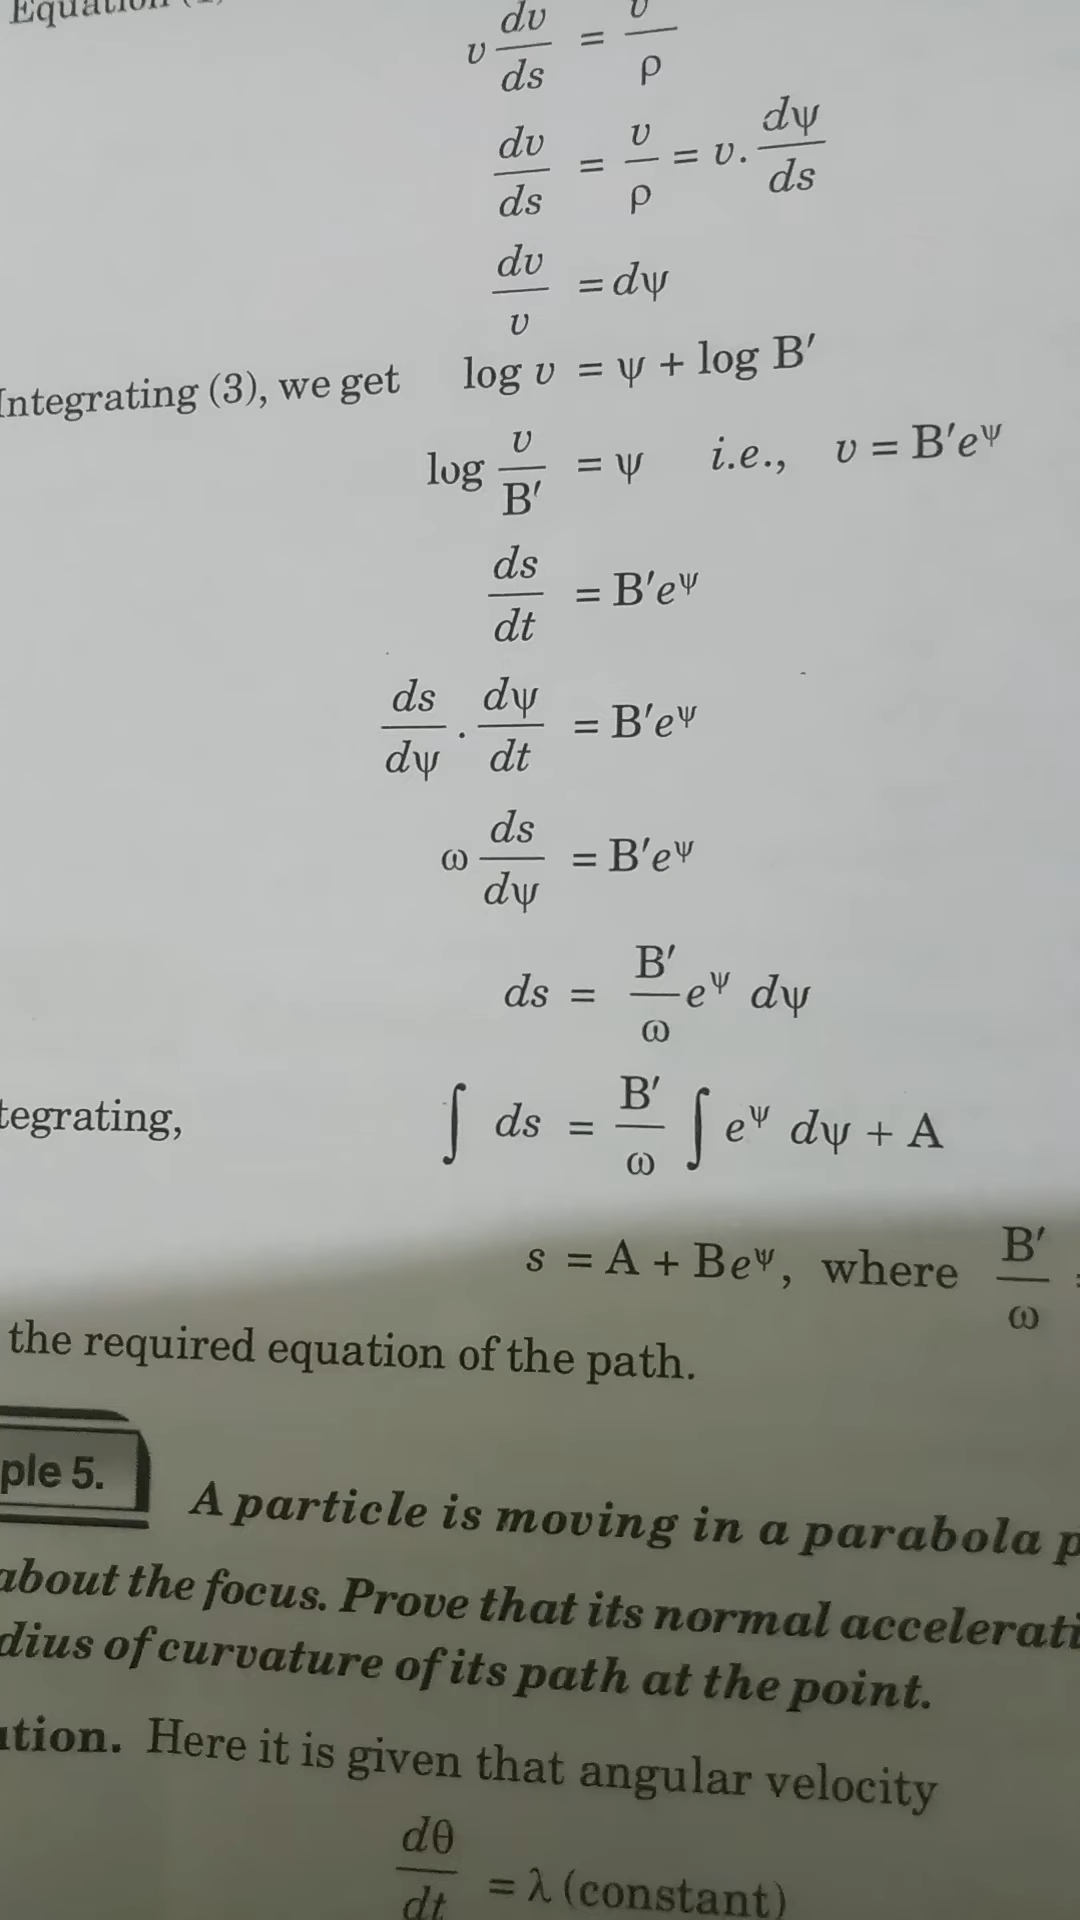 Equation
v dv/ds = v/ρ
dv/ds = v/ρ = v. dψ/ds
dv/v = dψ
Integrating (3), we get log v = ψ + log B′
log v/B′ = ψ i.e., v = B′e^ψ
ds/dt = B′e^ψ
ds/dψ . dψ/dt = B′e^ψ
ω ds/dψ = B′e^ψ
ds = B′/ω e^ψ dψ
tegrating, ∫ ds = B′/ω ∫ e^ψ dψ + A
s = A + Be^ψ, where B′/ω =
the required equation of the path.
ple 5. A particle is moving in a parabola p
about the focus. Prove that its normal accelerati
dius of curvature of its path at the point.
ution. Here it is given that angular velocity
dθ/dt = λ (constant)